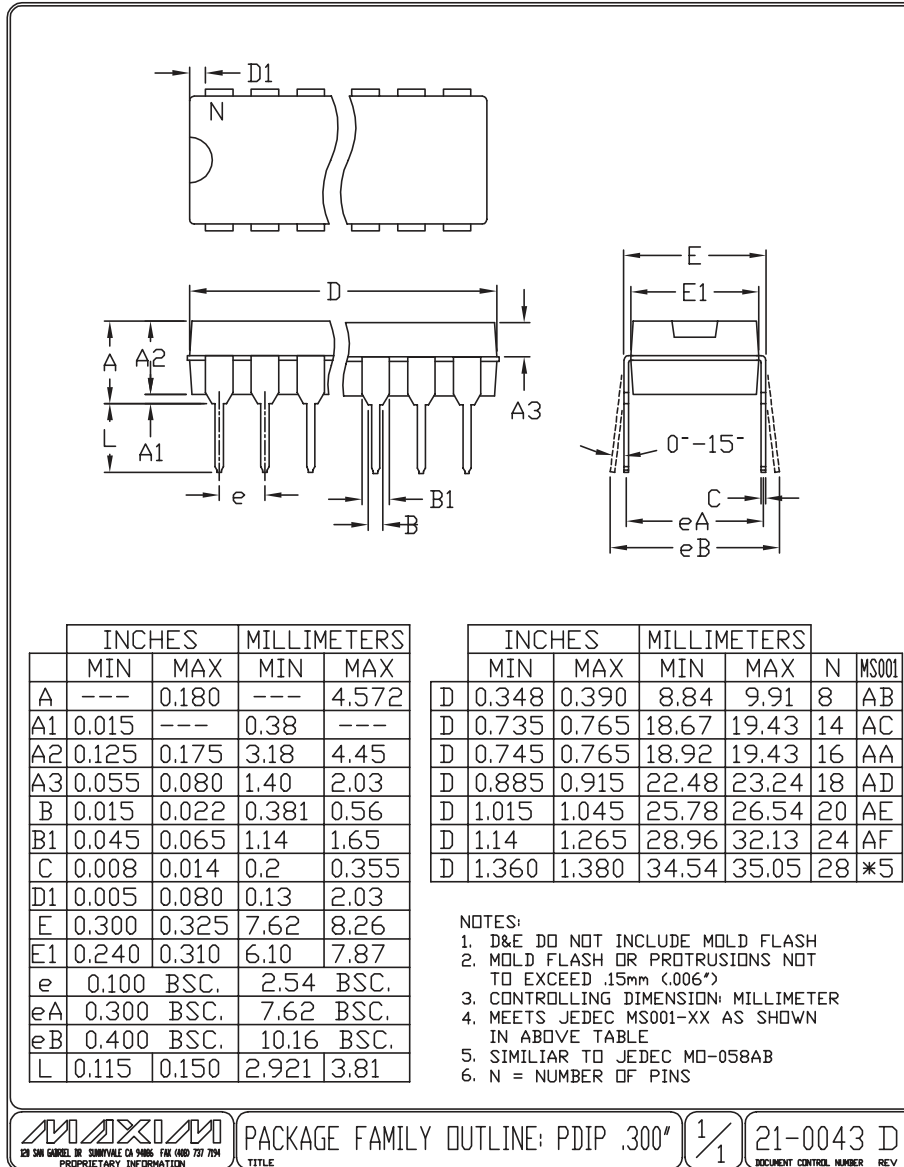 D1
N
D
A
A2
L
A1
A3
e
B1
B
E
E1
0°-15°
C
eA
eB
INCHES MILLIMETERS
MIN MAX MIN MAX
A --- 0.180 --- 4.572
A1 0.015 --- 0.38 ---
A2 0.125 0.175 3.18 4.45
A3 0.055 0.080 1.40 2.03
B 0.015 0.022 0.381 0.56
B1 0.045 0.065 1.14 1.65
C 0.008 0.014 0.2 0.355
D1 0.005 0.080 0.13 2.03
E 0.300 0.325 7.62 8.26
E1 0.240 0.310 6.10 7.87
e 0.100 BSC. 2.54 BSC.
eA 0.300 BSC. 7.62 BSC.
eB 0.400 BSC. 10.16 BSC.
L 0.115 0.150 2.921 3.81
INCHES MILLIMETERS
MIN MAX MIN MAX N MS001
D 0.348 0.390 8.84 9.91 8 AB
D 0.735 0.765 18.67 19.43 14 AC
D 0.745 0.765 18.92 19.43 16 AA
D 0.885 0.915 22.48 23.24 18 AD
D 1.015 1.045 25.78 26.54 20 AE
D 1.14 1.265 28.96 32.13 24 AF
D 1.360 1.380 34.54 35.05 28 *5
NOTES:
1. D&E DO NOT INCLUDE MOLD FLASH
2. MOLD FLASH OR PROTRUSIONS NOT
TO EXCEED .15mm (.006")
3. CONTROLLING DIMENSION: MILLIMETER
4. MEETS JEDEC MS001-XX AS SHOWN
IN ABOVE TABLE
5. SIMILIAR TO JEDEC MO-058AB
6. N = NUMBER OF PINS
MAXIM
120 SAN GABRIEL DR SUNNYVALE CA 94086 FAX (408) 737 7194
PROPRIETARY INFORMATION
PACKAGE FAMILY OUTLINE: PDIP .300"
TITLE
1/1
21-0043 D
DOCUMENT CONTROL NUMBER REV